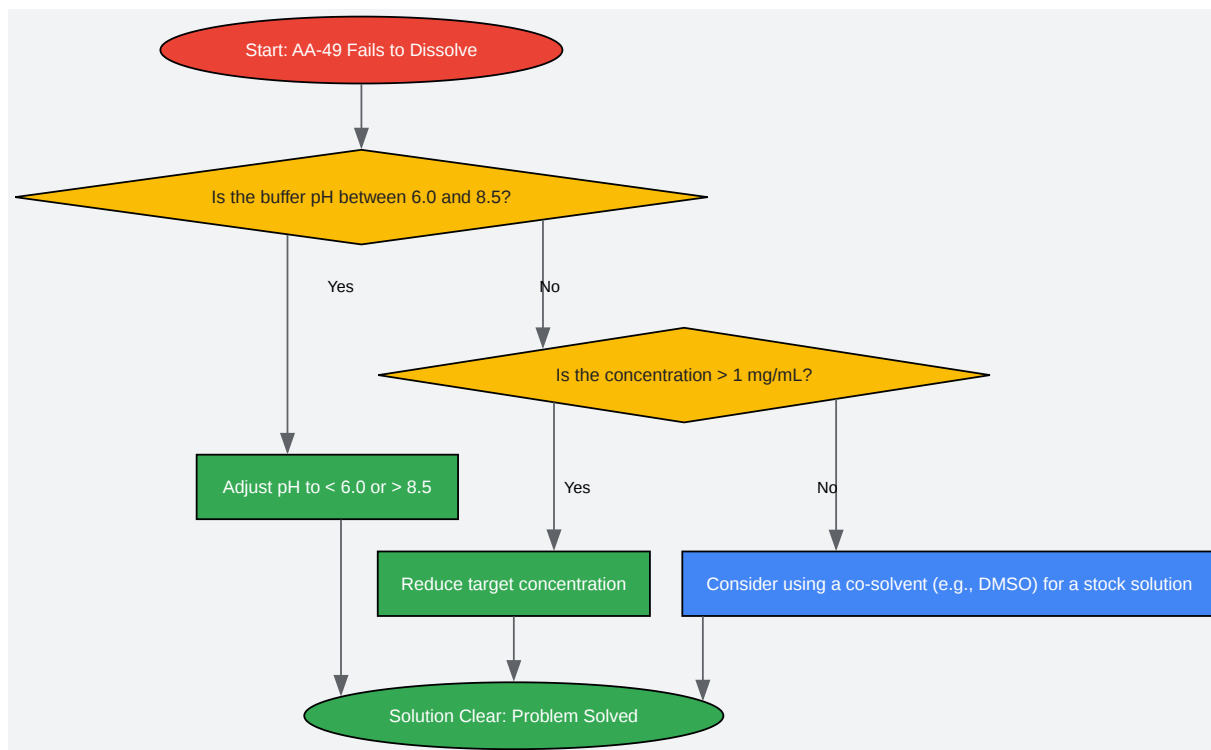 Start: AA-49 Fails to Dissolve
Is the buffer pH between 6.0 and 8.5?
Yes
No
Is the concentration > 1 mg/mL?
Adjust pH to < 6.0 or > 8.5
Yes
No
Reduce target concentration
Consider using a co-solvent (e.g., DMSO) for a stock solution
Solution Clear: Problem Solved